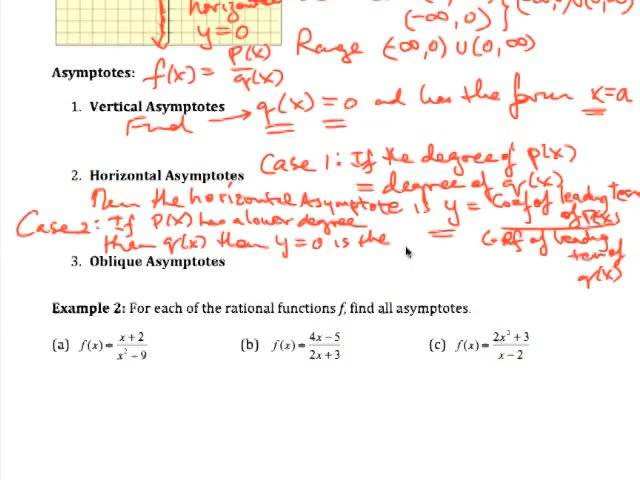 horizontal
(-∞, 0)
y = 0
Range (-∞, 0) ∪ (0, ∞)
Asymptotes: f(x) = P(x)/q(x)
1. Vertical Asymptotes
Find → q(x) = 0 and has the form x = a
Case 1: If the degree of P(x)
2. Horizontal Asymptotes = degree of q(x)
Then the horizontal Asymptote is y = Coef of leading term of P(x) / Coef of leading term of q(x)
Case 2: If P(x) has a lower degree
than q(x) then y = 0 is the
3. Oblique Asymptotes
Example 2: For each of the rational functions f, find all asymptotes.
(a) f(x) = x + 2 / x² - 9 (b) f(x) = 4x - 5 / 2x + 3 (c) f(x) = 2x² + 3 / x - 2